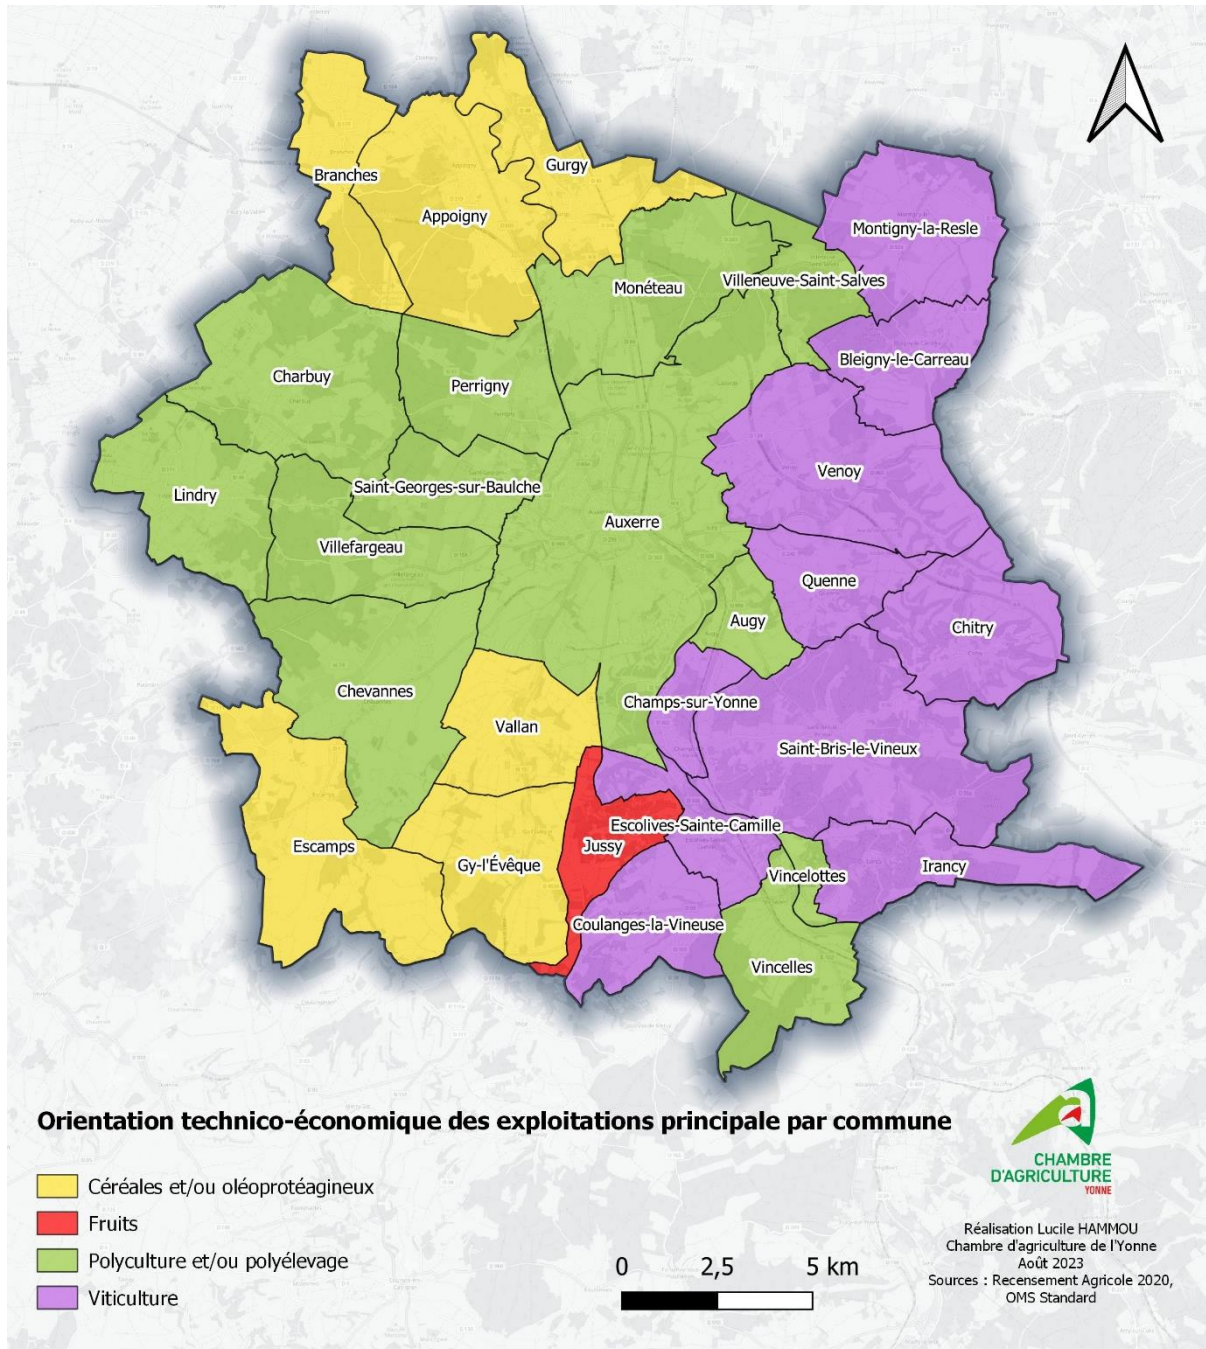 Gurgy
Branches
Appoigny
Montigny-la-Resle
Villeneuve-Saint-Salves
Monéteau
Bleigny-le-Carreau
Charbuy
Perrigny
Venoy
Saint-Georges-sur-Baulche
Lindry
Auxerre
Villefargeau
Quenne
Augy
Chitry
Chevannes
Champs-sur-Yonne
Vallan
Saint-Bris-le-Vineux
Escolives-Sainte-Camille
Escamps
Jussy
Gy-l'Évêque
Irancy
Vincelottes
Coulanges-la-Vineuse
Vincelles
Orientation technico-économique des exploitations principale par commune
Céréales et/ou oléoprotéagineux
Fruits
Polyculture et/ou polyélevage
Viticulture
0 2,5 5 km
a
CHAMBRE
D'AGRICULTURE
YONNE
Réalisation Lucile HAMMOU
Chambre d'agriculture de l'Yonne
Août 2023
Sources : Recensement Agricole 2020,
OMS Standard